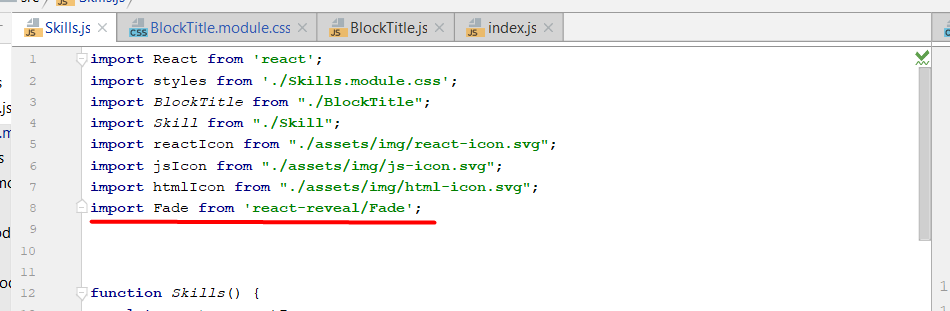 src
Skills.js
Skills.js
BlockTitle.module.css
BlockTitle.js
index.js
1 import React from 'react';
2 import styles from './Skills.module.css';
3 import BlockTitle from "./BlockTitle";
4 import Skill from "./Skill";
5 import reactIcon from "./assets/img/react-icon.svg";
6 import jsIcon from "./assets/img/js-icon.svg";
7 import htmlIcon from "./assets/img/html-icon.svg";
8 import Fade from 'react-reveal/Fade';
9
10
11
12 function Skills() {